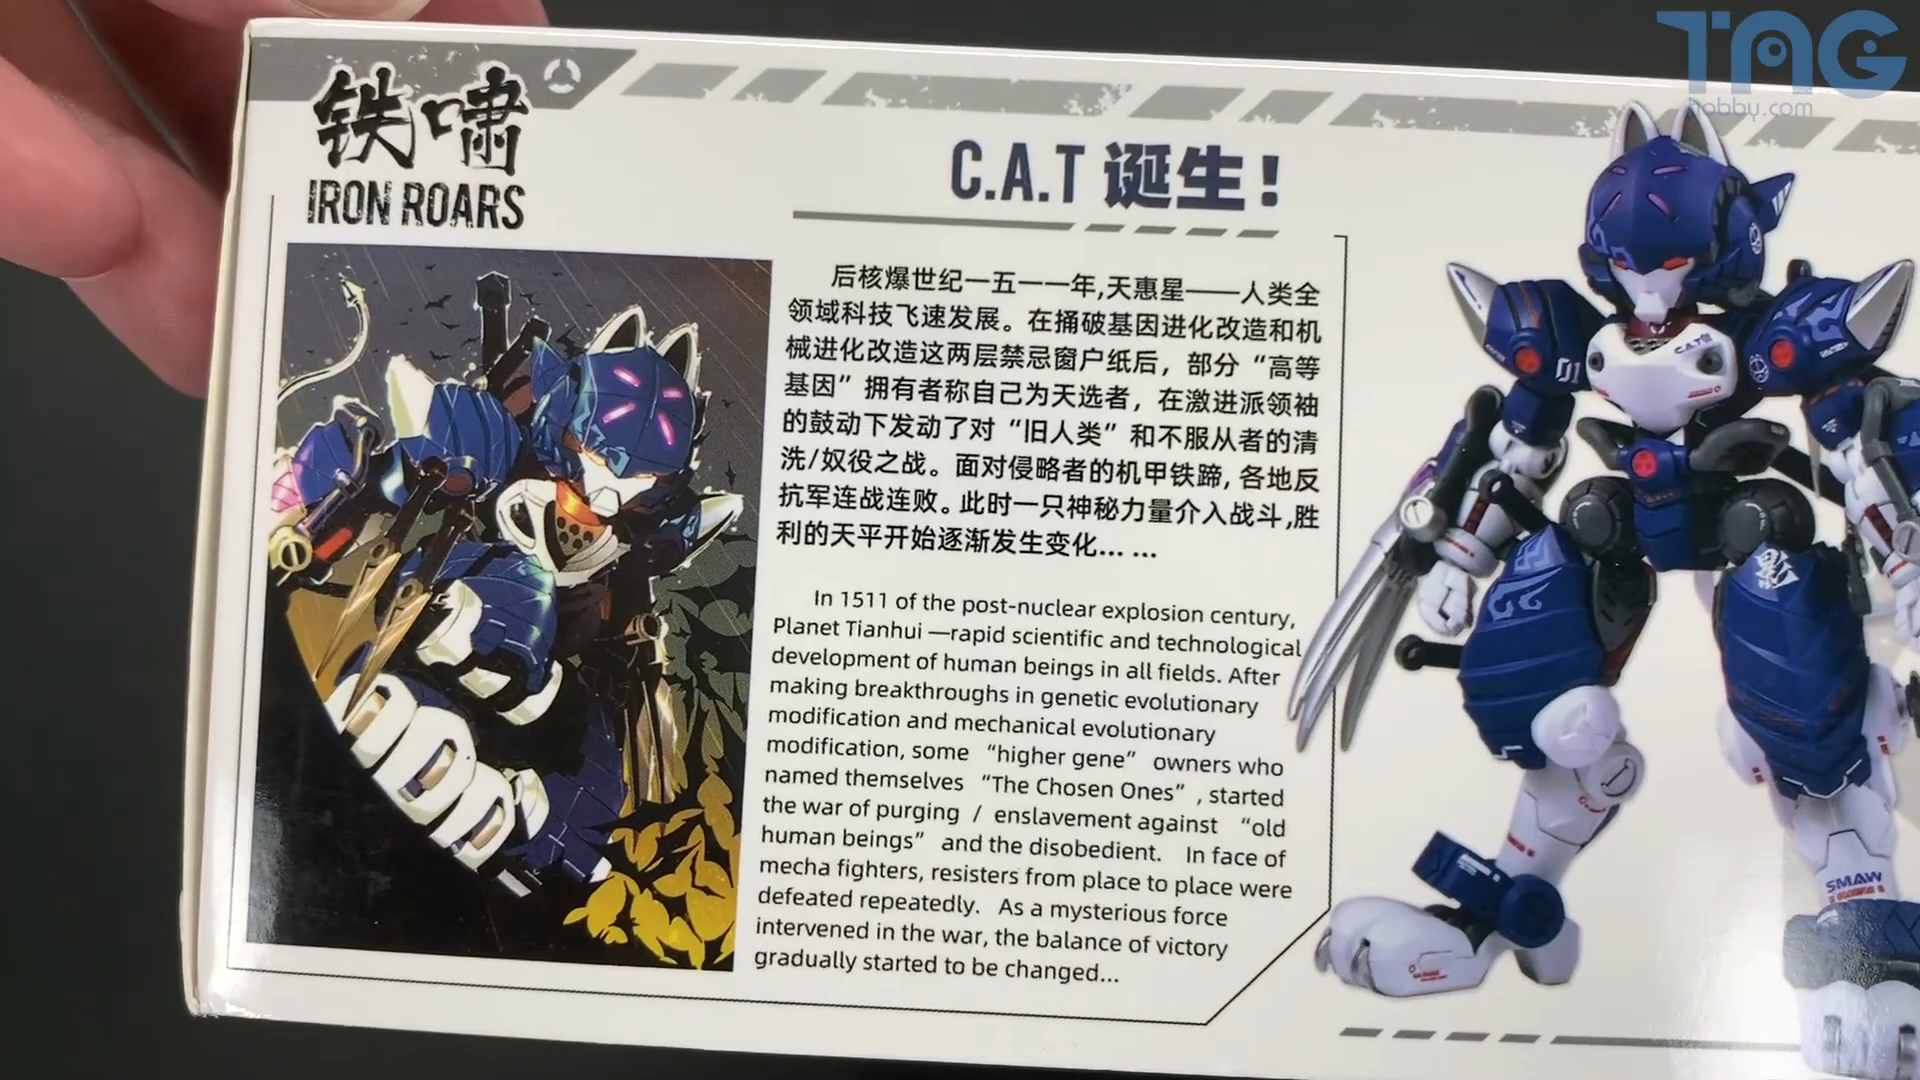 TAG
hobby.com
铁啸
IRON ROARS
C.A.T 诞生！
后核爆世纪一五一一年,天惠星——人类全
领域科技飞速发展。在捅破基因进化改造和机
械进化改造这两层禁忌窗户纸后，部分“高等
基因”拥有者称自己为天选者，在激进派领袖
的鼓动下发动了对“旧人类”和不服从者的清
洗/奴役之战。面对侵略者的机甲铁蹄, 各地反
抗军连战连败。此时一只神秘力量介入战斗,胜
利的天平开始逐渐发生变化... ...
In 1511 of the post-nuclear explosion century,
Planet Tianhui —rapid scientific and technological
development of human beings in all fields. After
making breakthroughs in genetic evolutionary
modification and mechanical evolutionary
modification, some “higher gene” owners who
named themselves “The Chosen Ones” , started
the war of purging / enslavement against “old
human beings” and the disobedient. In face of
mecha fighters, resisters from place to place were
defeated repeatedly. As a mysterious force
intervened in the war, the balance of victory
gradually started to be changed...
01
影
SMAW